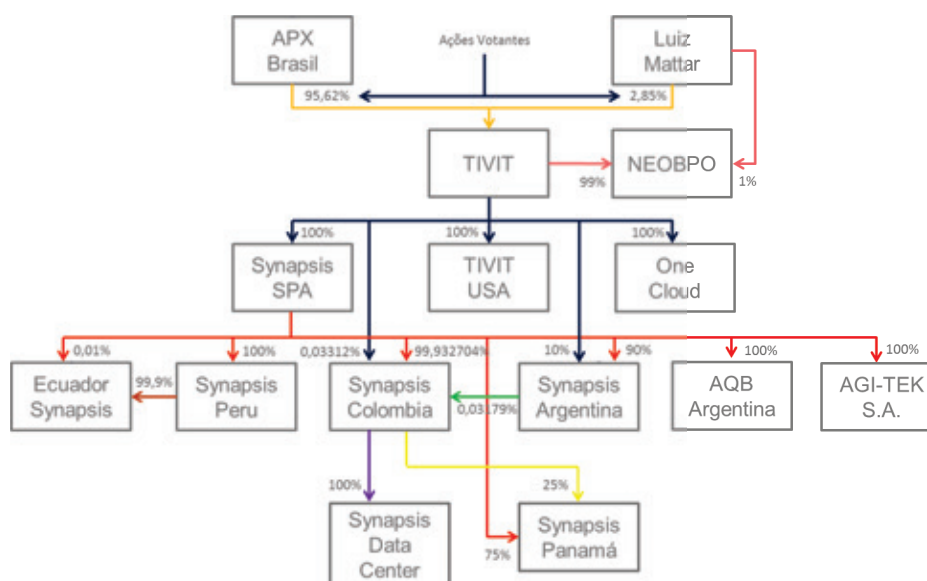 APX
Brasil
Ações Votantes
Luiz
Mattar
95,62%
2,85%
TIVIT
99%
NEOBPO
1%
100%
100%
100%
Synapsis
SPA
TIVIT
USA
One
Cloud
0,01%
100%
0,03312%
99,932704%
10%
90%
100%
100%
Ecuador
Synapsis
99,9%
Synapsis
Peru
Synapsis
Colombia
0,03179%
Synapsis
Argentina
AQB
Argentina
AGI-TEK
S.A.
100%
25%
Synapsis
Data
Center
75%
Synapsis
Panamá